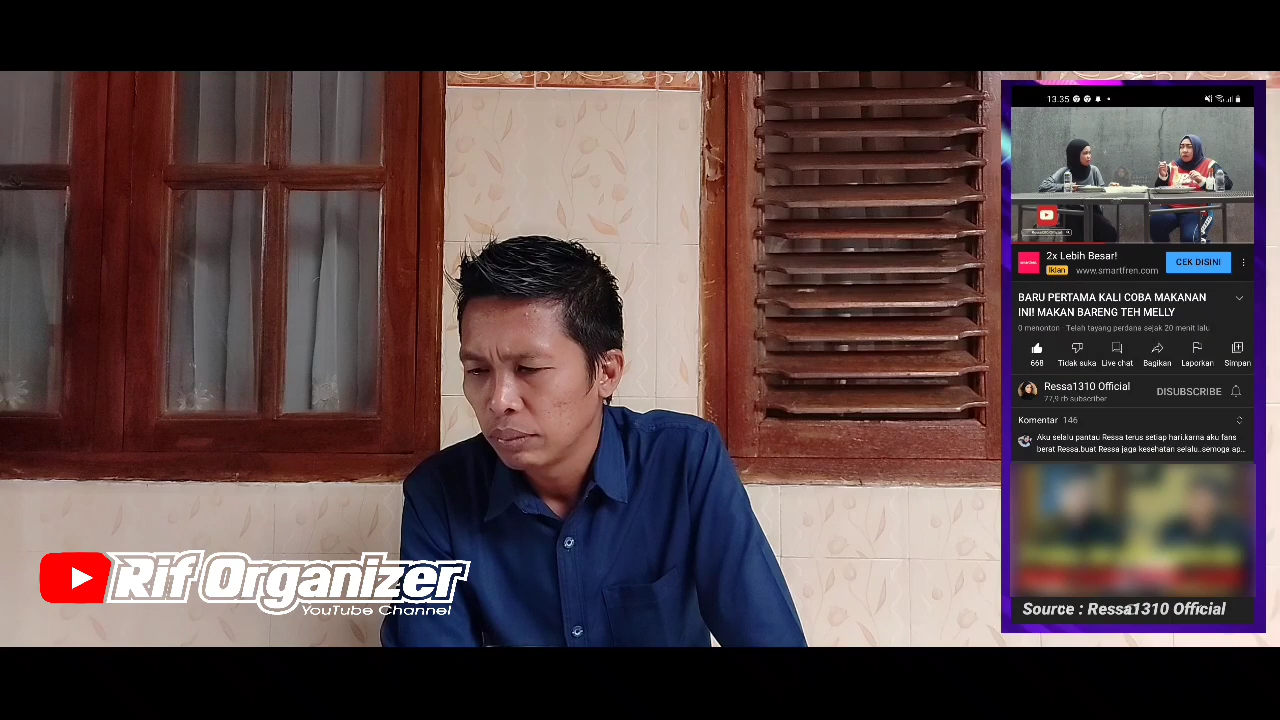 Rif Organizer
YouTube Channel
13.35
2x Lebih Besar!
Iklan www.smartfren.com
CEK DISINI
BARU PERTAMA KALI COBA MAKANAN
INI! MAKAN BARENG TEH MELLY
0 menonton · Telah tayang perdana sejak 20 menit lalu
668 Tidak suka Live chat Bagikan Laporkan Simpan
Ressa1310 Official
77,9 rb subscriber
DISUBSCRIBE
Komentar 146
Aku selalu pantau Ressa terus setiap hari.karna aku fans
berat Ressa.buat Ressa jaga kesehatan selalu..semoga ap...
Source : Ressa1310 Official